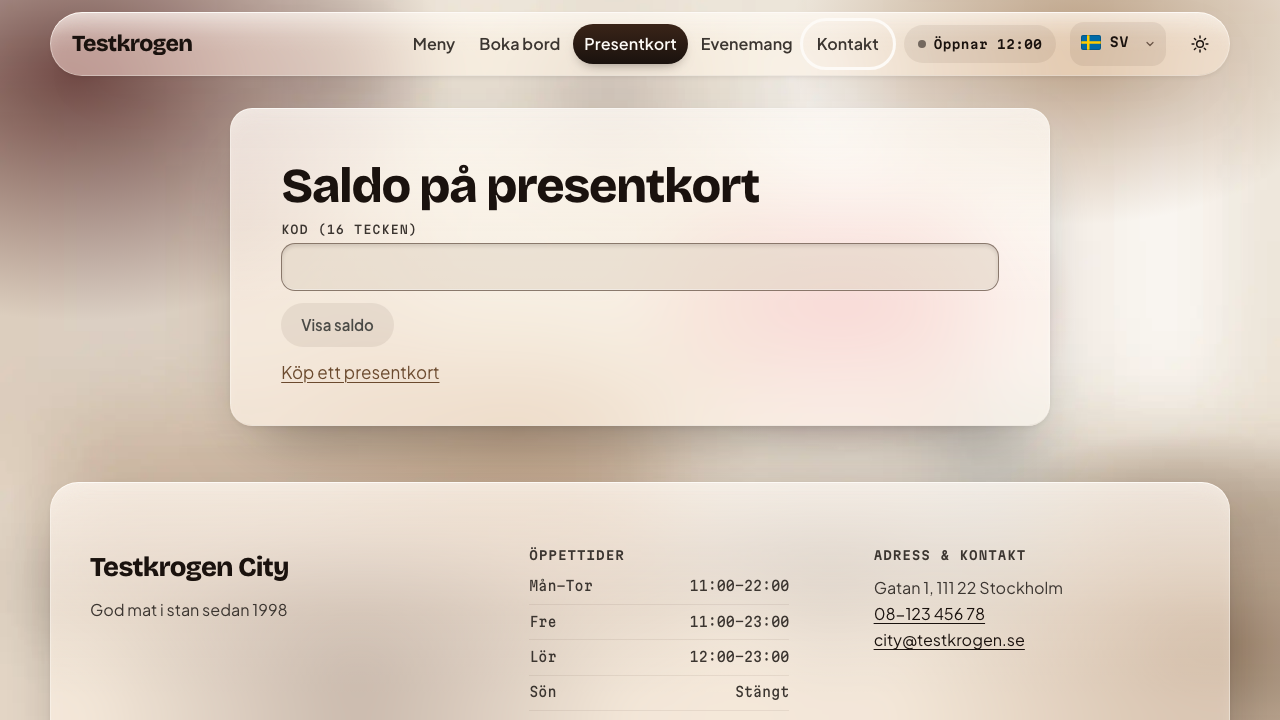 Testkrogen
Meny
Boka bord
Presentkort
Evenemang
Kontakt
Öppnar 12:00
SV
Saldo på presentkort
KOD (16 TECKEN)
Visa saldo
Köp ett presentkort
Testkrogen City
God mat i stan sedan 1998
ÖPPETTIDER
Mån–Tor 11:00–22:00
Fre 11:00–23:00
Lör 12:00–23:00
Sön Stängt
ADRESS & KONTAKT
Gatan 1, 111 22 Stockholm
08-123 456 78
city@testkrogen.se